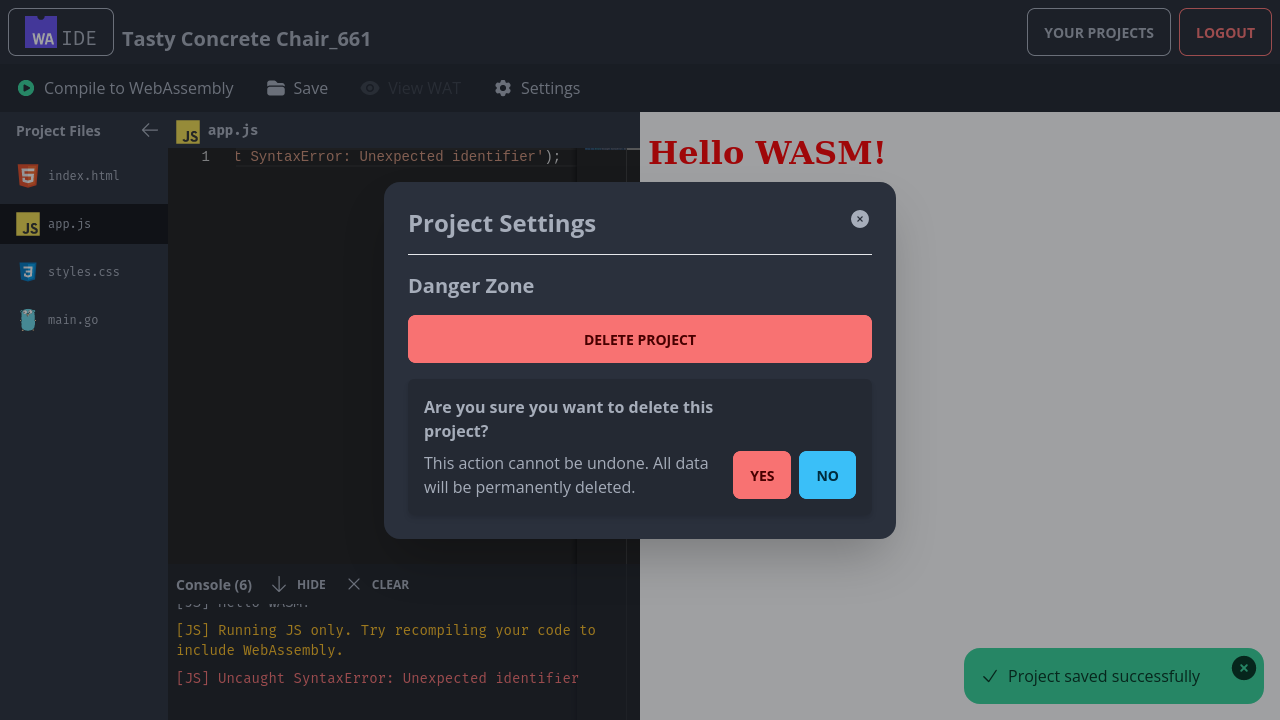 WA IDE
Tasty Concrete Chair_661
YOUR PROJECTS
LOGOUT
Compile to WebAssembly
Save
View WAT
Settings
Project Files
JS app.js
index.html
JS app.js
styles.css
main.go
1 t SyntaxError: Unexpected identifier');
Hello WASM!
Project Settings
Danger Zone
DELETE PROJECT
Are you sure you want to delete this
project?
This action cannot be undone. All data
will be permanently deleted.
YES
NO
Console (6)
HIDE
CLEAR
[JS] Hello WASM!
[JS] Running JS only. Try recompiling your code to
include WebAssembly.
[JS] Uncaught SyntaxError: Unexpected identifier
Project saved successfully